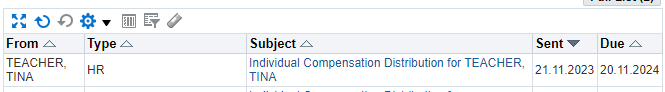 From Type Subject Sent Due
TEACHER, TINA HR Individual Compensation Distribution for TEACHER, TINA 21.11.2023 20.11.2024